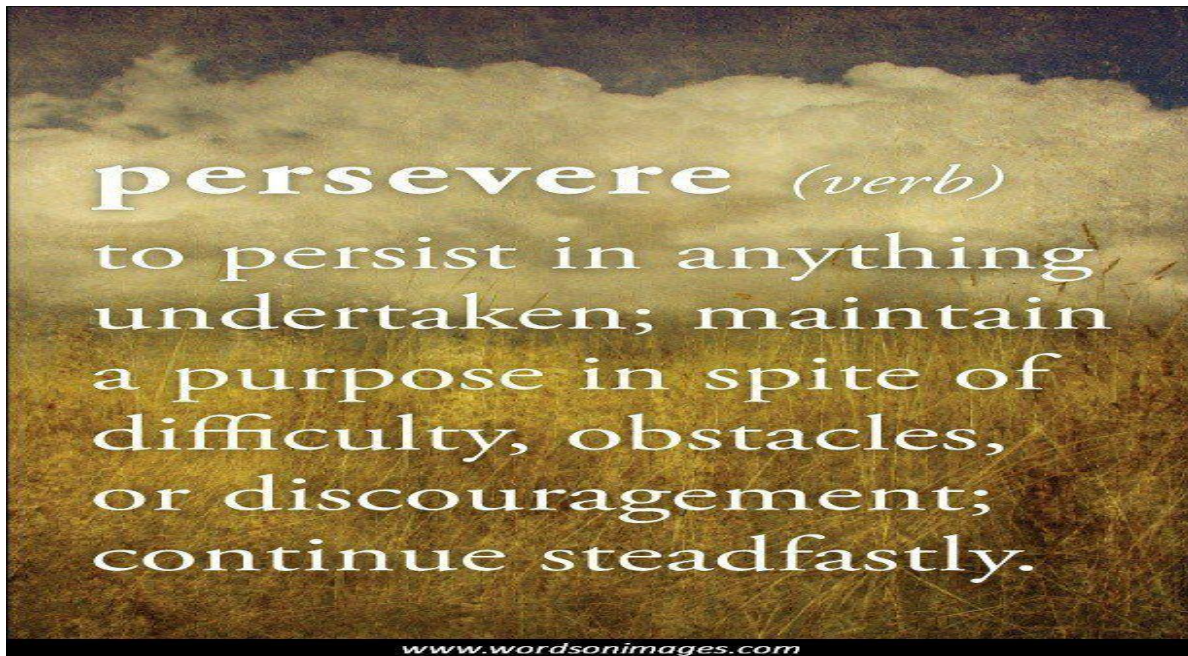 persevere (verb)
to persist in anything
undertaken; maintain
a purpose in spite of
difficulty, obstacles,
or discouragement;
continue steadfastly.
www.wordsonimages.com